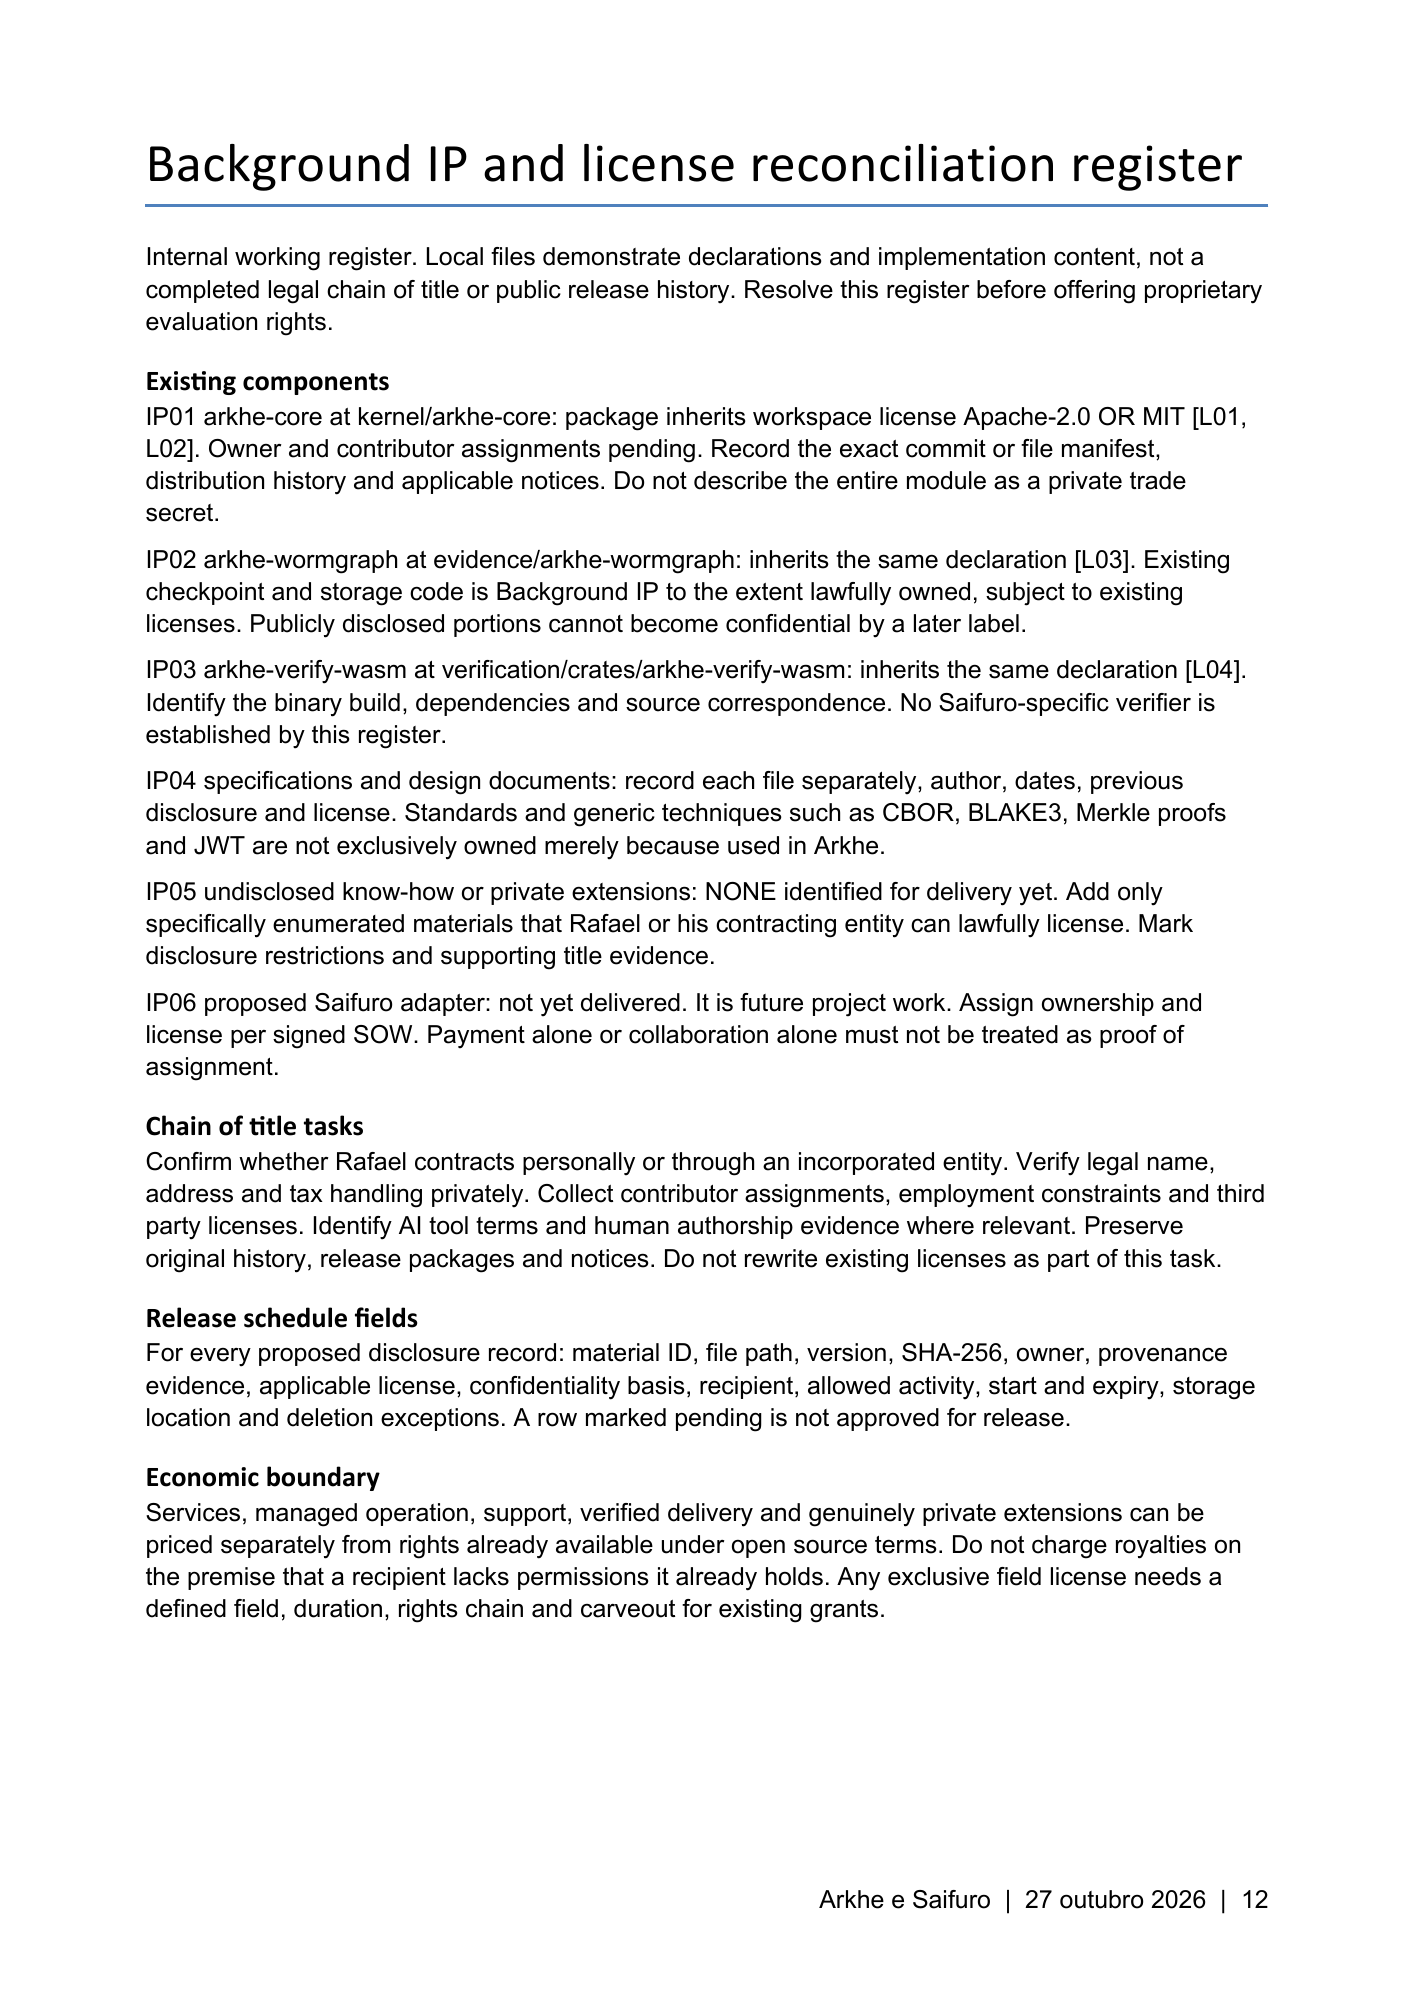 Background IP and license reconciliation register
Internal working register. Local files demonstrate declarations and implementation content, not a
completed legal chain of title or public release history. Resolve this register before offering proprietary
evaluation rights.
Existing components
IP01 arkhe-core at kernel/arkhe-core: package inherits workspace license Apache-2.0 OR MIT [L01,
L02]. Owner and contributor assignments pending. Record the exact commit or file manifest,
distribution history and applicable notices. Do not describe the entire module as a private trade
secret.
IP02 arkhe-wormgraph at evidence/arkhe-wormgraph: inherits the same declaration [L03]. Existing
checkpoint and storage code is Background IP to the extent lawfully owned, subject to existing
licenses. Publicly disclosed portions cannot become confidential by a later label.
IP03 arkhe-verify-wasm at verification/crates/arkhe-verify-wasm: inherits the same declaration [L04].
Identify the binary build, dependencies and source correspondence. No Saifuro-specific verifier is
established by this register.
IP04 specifications and design documents: record each file separately, author, dates, previous
disclosure and license. Standards and generic techniques such as CBOR, BLAKE3, Merkle proofs
and JWT are not exclusively owned merely because used in Arkhe.
IP05 undisclosed know-how or private extensions: NONE identified for delivery yet. Add only
specifically enumerated materials that Rafael or his contracting entity can lawfully license. Mark
disclosure restrictions and supporting title evidence.
IP06 proposed Saifuro adapter: not yet delivered. It is future project work. Assign ownership and
license per signed SOW. Payment alone or collaboration alone must not be treated as proof of
assignment.
Chain of title tasks
Confirm whether Rafael contracts personally or through an incorporated entity. Verify legal name,
address and tax handling privately. Collect contributor assignments, employment constraints and third
party licenses. Identify AI tool terms and human authorship evidence where relevant. Preserve
original history, release packages and notices. Do not rewrite existing licenses as part of this task.
Release schedule fields
For every proposed disclosure record: material ID, file path, version, SHA-256, owner, provenance
evidence, applicable license, confidentiality basis, recipient, allowed activity, start and expiry, storage
location and deletion exceptions. A row marked pending is not approved for release.
Economic boundary
Services, managed operation, support, verified delivery and genuinely private extensions can be
priced separately from rights already available under open source terms. Do not charge royalties on
the premise that a recipient lacks permissions it already holds. Any exclusive field license needs a
defined field, duration, rights chain and carveout for existing grants.
Arkhe e Saifuro | 27 outubro 2026 | 12